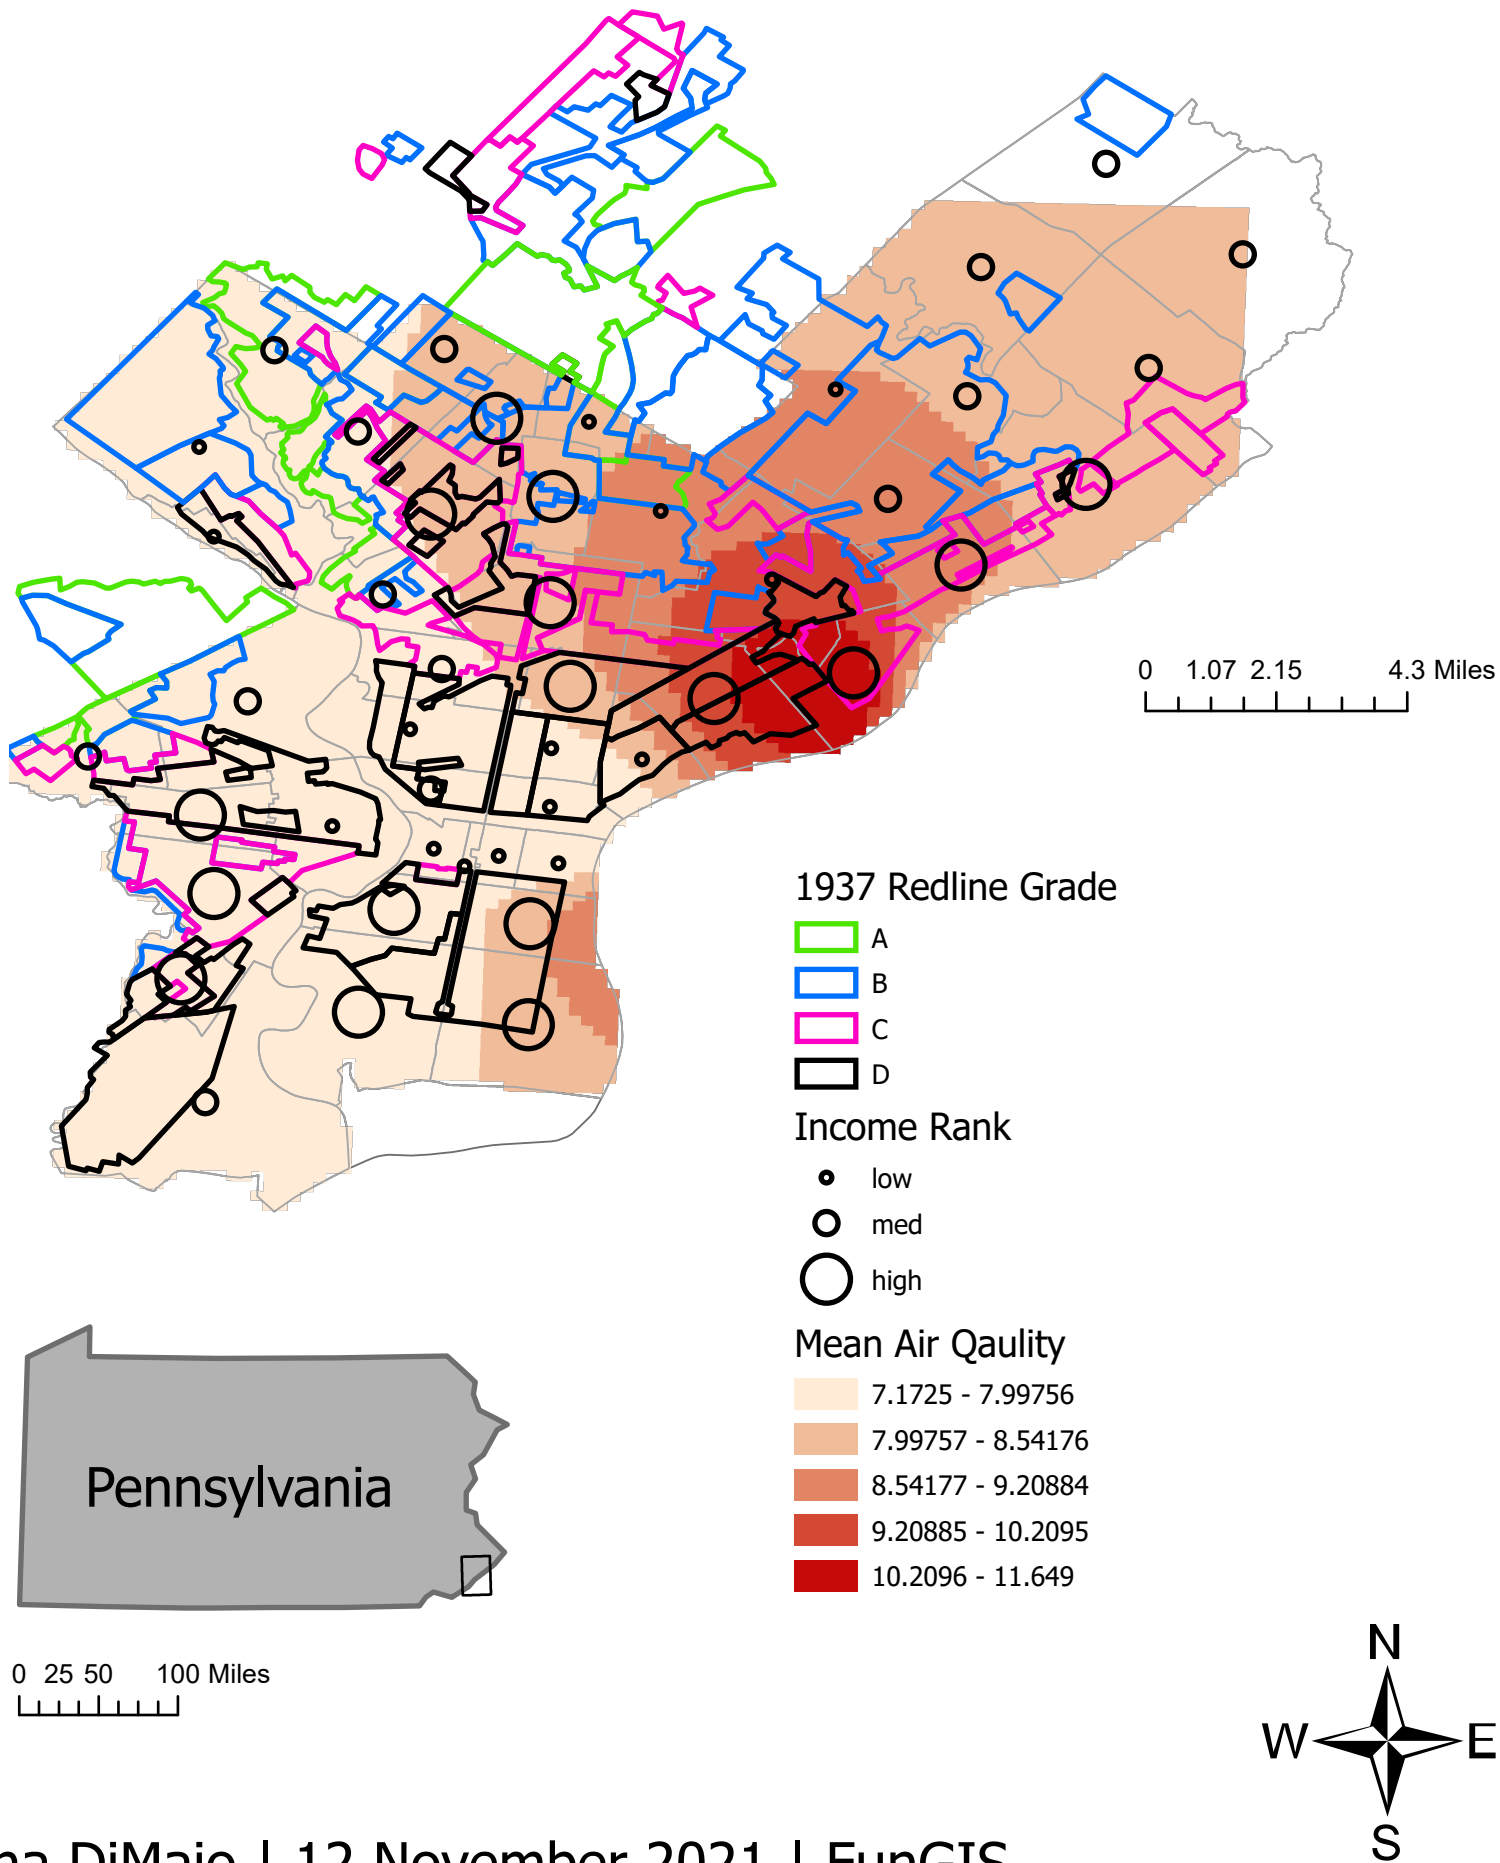 0 1.07 2.15 4.3 Miles
1937 Redline Grade
A
B
C
D
Income Rank
low
med
high
Mean Air Qaulity
7.1725 - 7.99756
7.99757 - 8.54176
8.54177 - 9.20884
9.20885 - 10.2095
10.2096 - 11.649
Pennsylvania
0 25 50 100 Miles
N
W E
S
DiMaio | 12 November 2021 | FunGIS